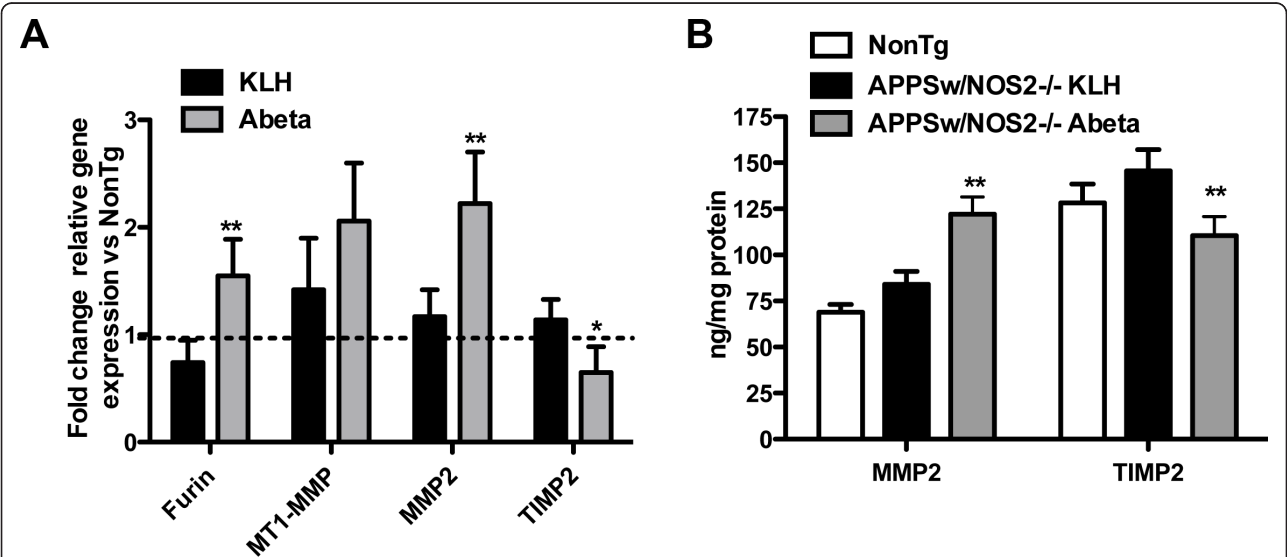 A
KLH
Abeta
Fold change relative gene
expression vs NonTg
3
2
1
0
**
**
*
Furin
MT1-MMP
MMP2
TIMP2
B
NonTg
APPSw/NOS2-/- KLH
APPSw/NOS2-/- Abeta
ng/mg protein
175
150
125
100
75
50
25
0
**
**
MMP2
TIMP2